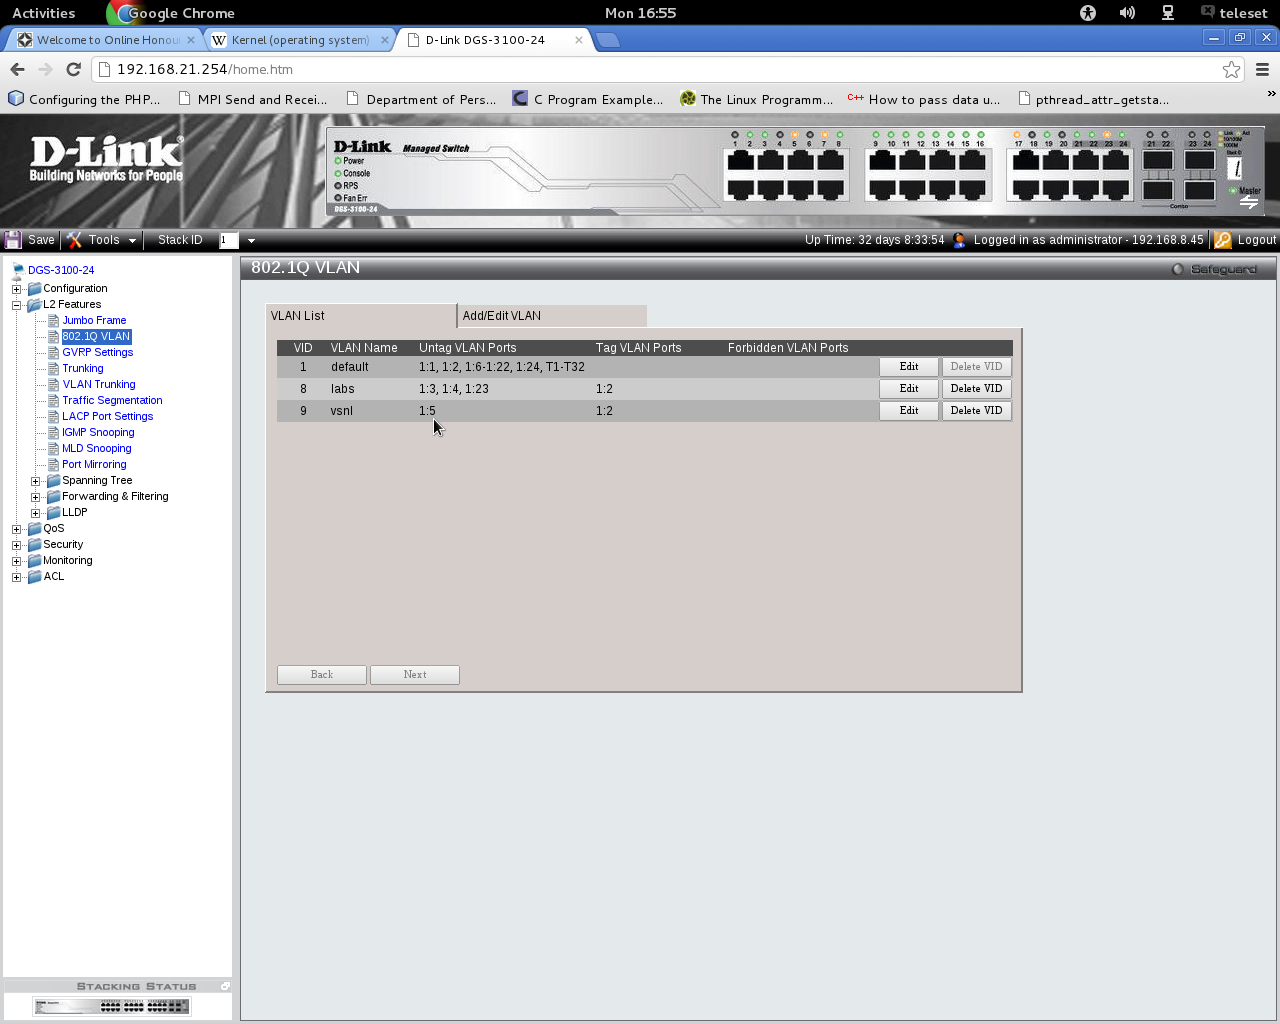 Activities Google Chrome Mon 16:55 teleset
Welcome to Online Honou Kernel (operating system) D-Link DGS-3100-24
192.168.21.254/home.htm
Configuring the PHP... MPI Send and Recei... Department of Pers... C Program Example... The Linux Programm... C++ How to pass data u... pthread_attr_getsta... »
D-Link
Building Networks for People
D-Link Managed Switch
Power
Console
RPS
Fan Err
DGS-3100-24
1 2 3 4 5 6 7 8 9 10 11 12 13 14 15 16 17 18 19 20 21 22 23 24 21 22 23 24
Combo
1
Master
Save Tools Stack ID 1 Up Time: 32 days 8:33:54 Logged in as administrator - 192.168.8.45 Logout
DGS-3100-24
Configuration
L2 Features
Jumbo Frame
802.1Q VLAN
GVRP Settings
Trunking
VLAN Trunking
Traffic Segmentation
LACP Port Settings
IGMP Snooping
MLD Snooping
Port Mirroring
Spanning Tree
Forwarding & Filtering
LLDP
QoS
Security
Monitoring
ACL
Stacking Status
802.1Q VLAN Safeguard
VLAN List Add/Edit VLAN
VID VLAN Name Untag VLAN Ports Tag VLAN Ports Forbidden VLAN Ports
1 default 1:1, 1:2, 1:6-1:22, 1:24, T1-T32 Edit Delete VID
8 labs 1:3, 1:4, 1:23 1:2 Edit Delete VID
9 vsnl 1:5 1:2 Edit Delete VID
Back Next